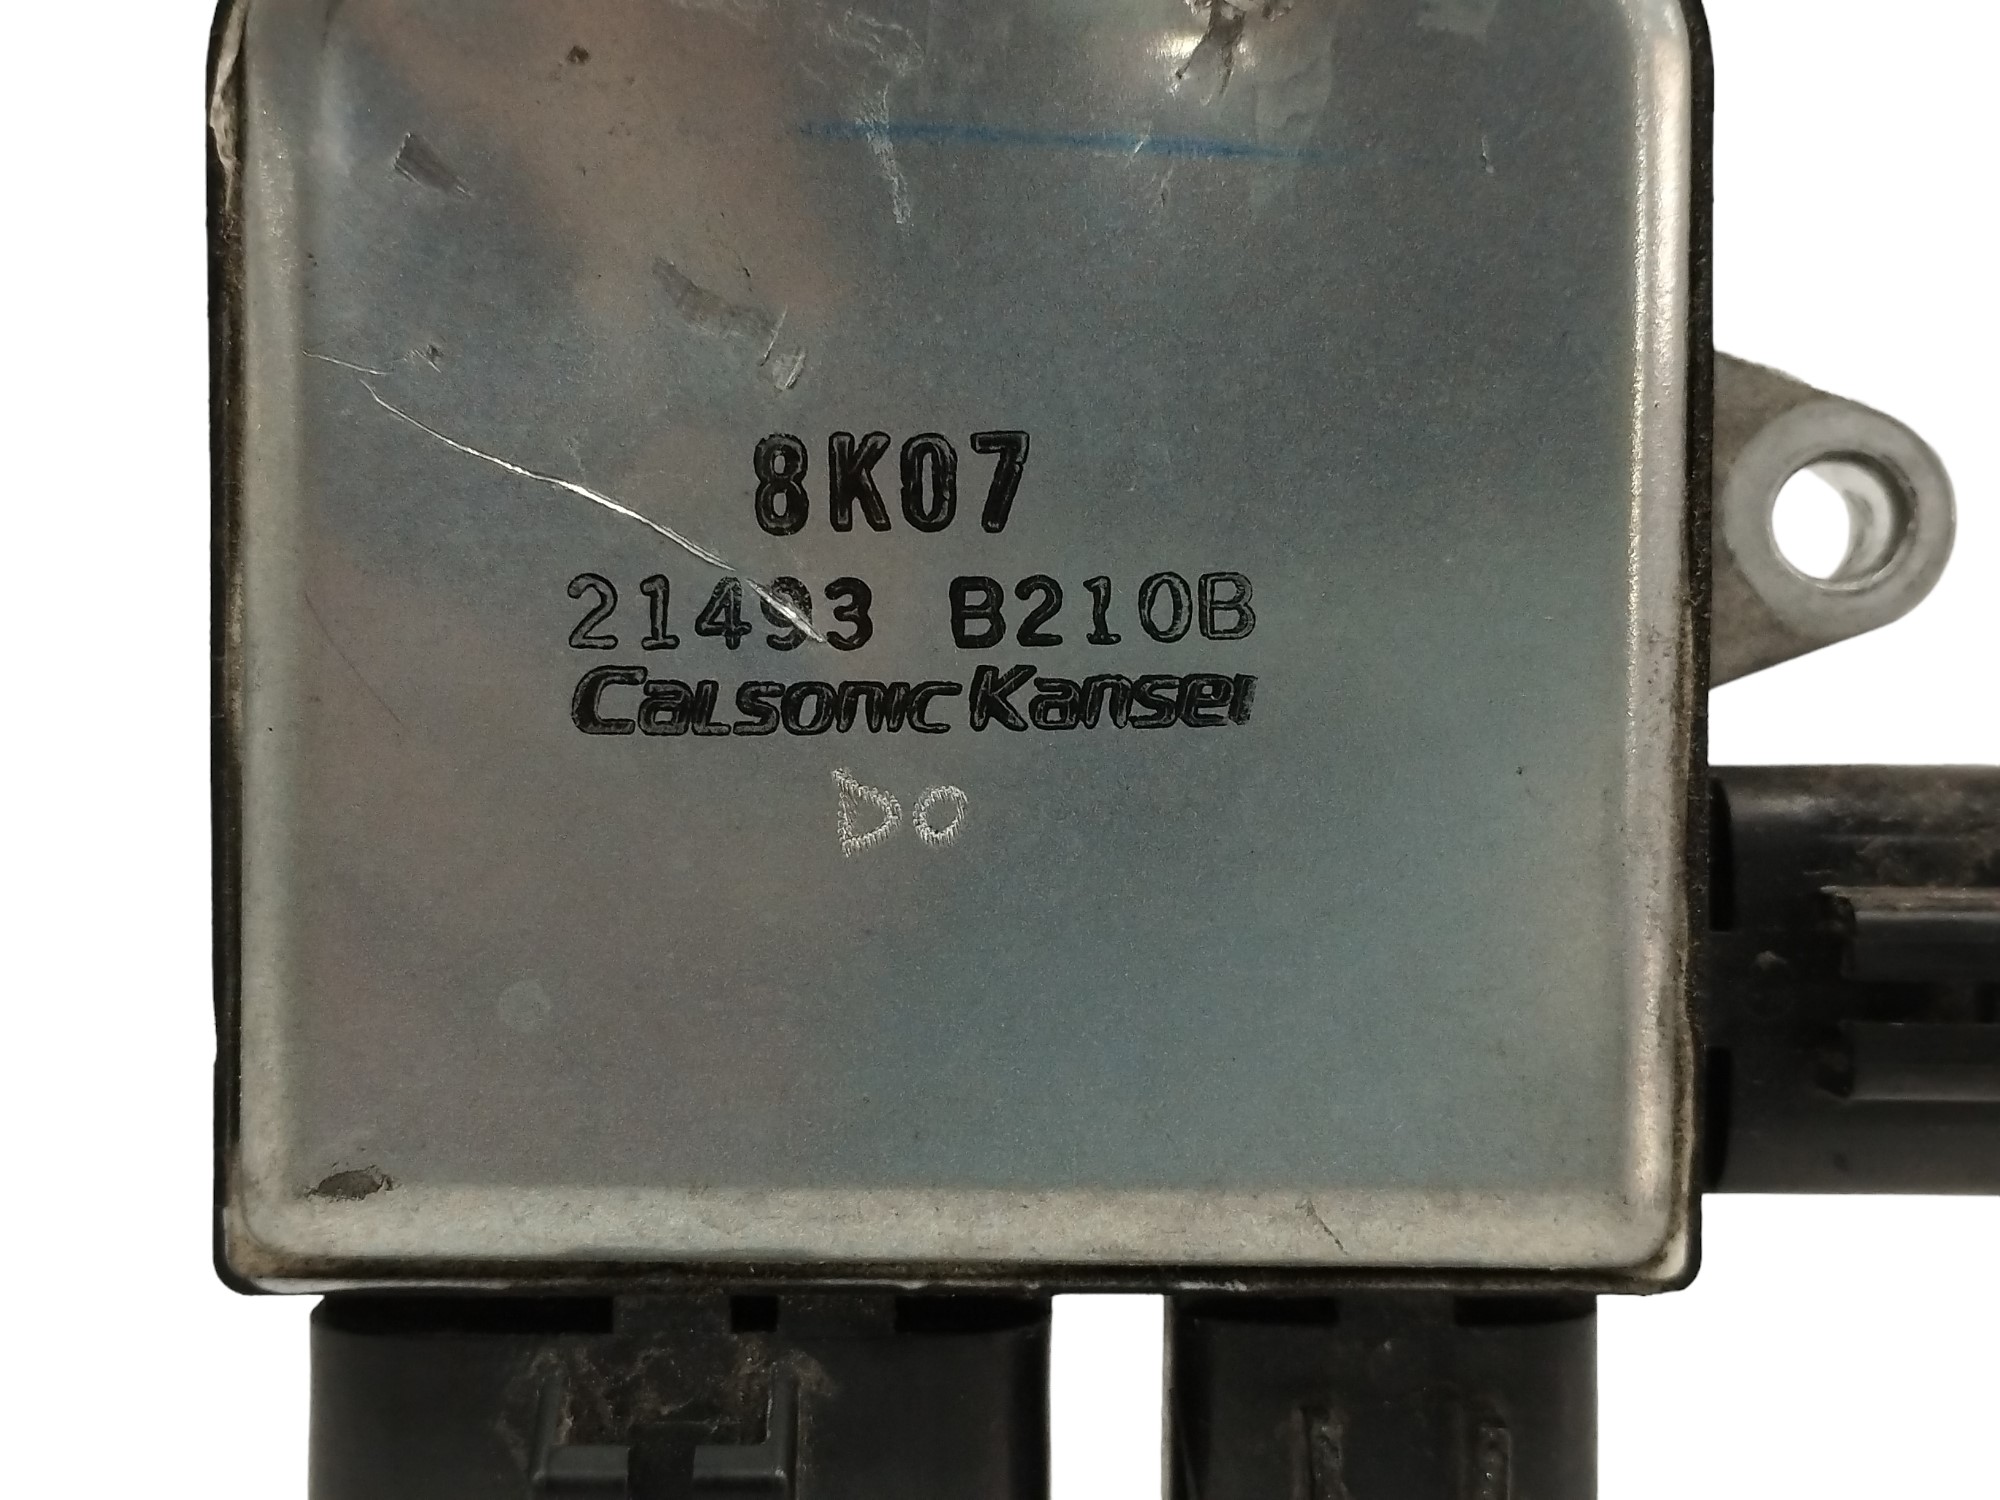 8K07
21493 B210B
CalsonicKansei
DO